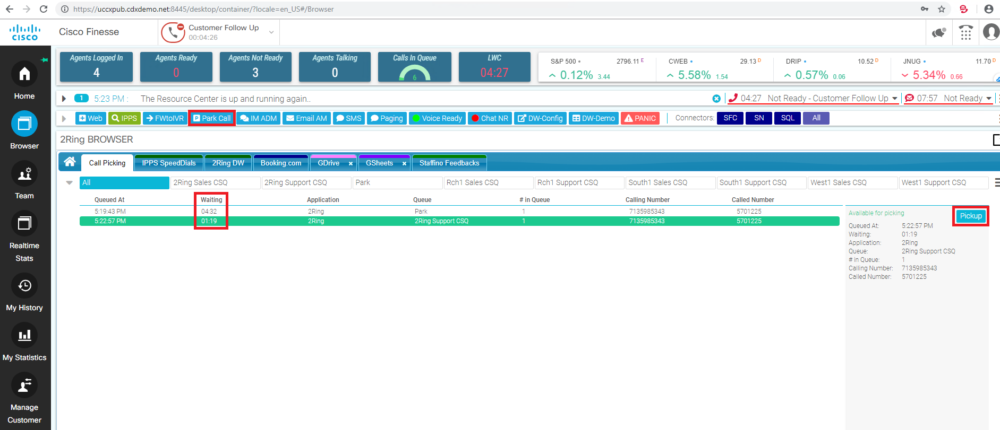 https://uccxpub.cdxdemo.net:8445/desktop/container/?locale=en_US#/Browser
CISCO
Cisco Finesse
Customer Follow Up
00:04:26
Agents Logged In
4
Agents Ready
0
Agents Not Ready
3
Agents Talking
0
Calls In Queue
6
LWC
04:27
S&P 500 2796.11 E
0.12% 3.44
CWEB 29.13 D
5.58% 1.54
DRIP 10.52 D
0.57% 0.06
JNUG 11.70 D
5.34% 0.66
1 5:23 PM : The Resource Center is up and running again.. 04:27 Not Ready - Customer Follow Up 07:57 Not Ready
Web IPPS FWtoIVR P Park Call IM ADM Email AM SMS Paging Voice Ready Chat NR DW-Config DW-Demo PANIC Connectors: SFC SN SQL All
2Ring BROWSER
Call Picking IPPS SpeedDials 2Ring DW Booking.com GDrive × GSheets × Staffino Feedbacks
All 2Ring Sales CSQ 2Ring Support CSQ Park Rch1 Sales CSQ Rch1 Support CSQ South1 Sales CSQ South1 Support CSQ West1 Sales CSQ West1 Support CSQ
Queued At Waiting Application Queue # in Queue Calling Number Called Number
5:19:43 PM 04:32 2Ring Park 1 7135985343 5701225
5:22:57 PM 01:19 2Ring 2Ring Support CSQ 1 7135985343 5701225
Available for picking Pickup
Queued At: 5:22:57 PM
Waiting: 01:19
Application: 2Ring
Queue: 2Ring Support CSQ
# in Queue: 1
Calling Number: 7135985343
Called Number: 5701225
Home
Browser
Team
Realtime
Stats
My History
My Statistics
Manage
Customer